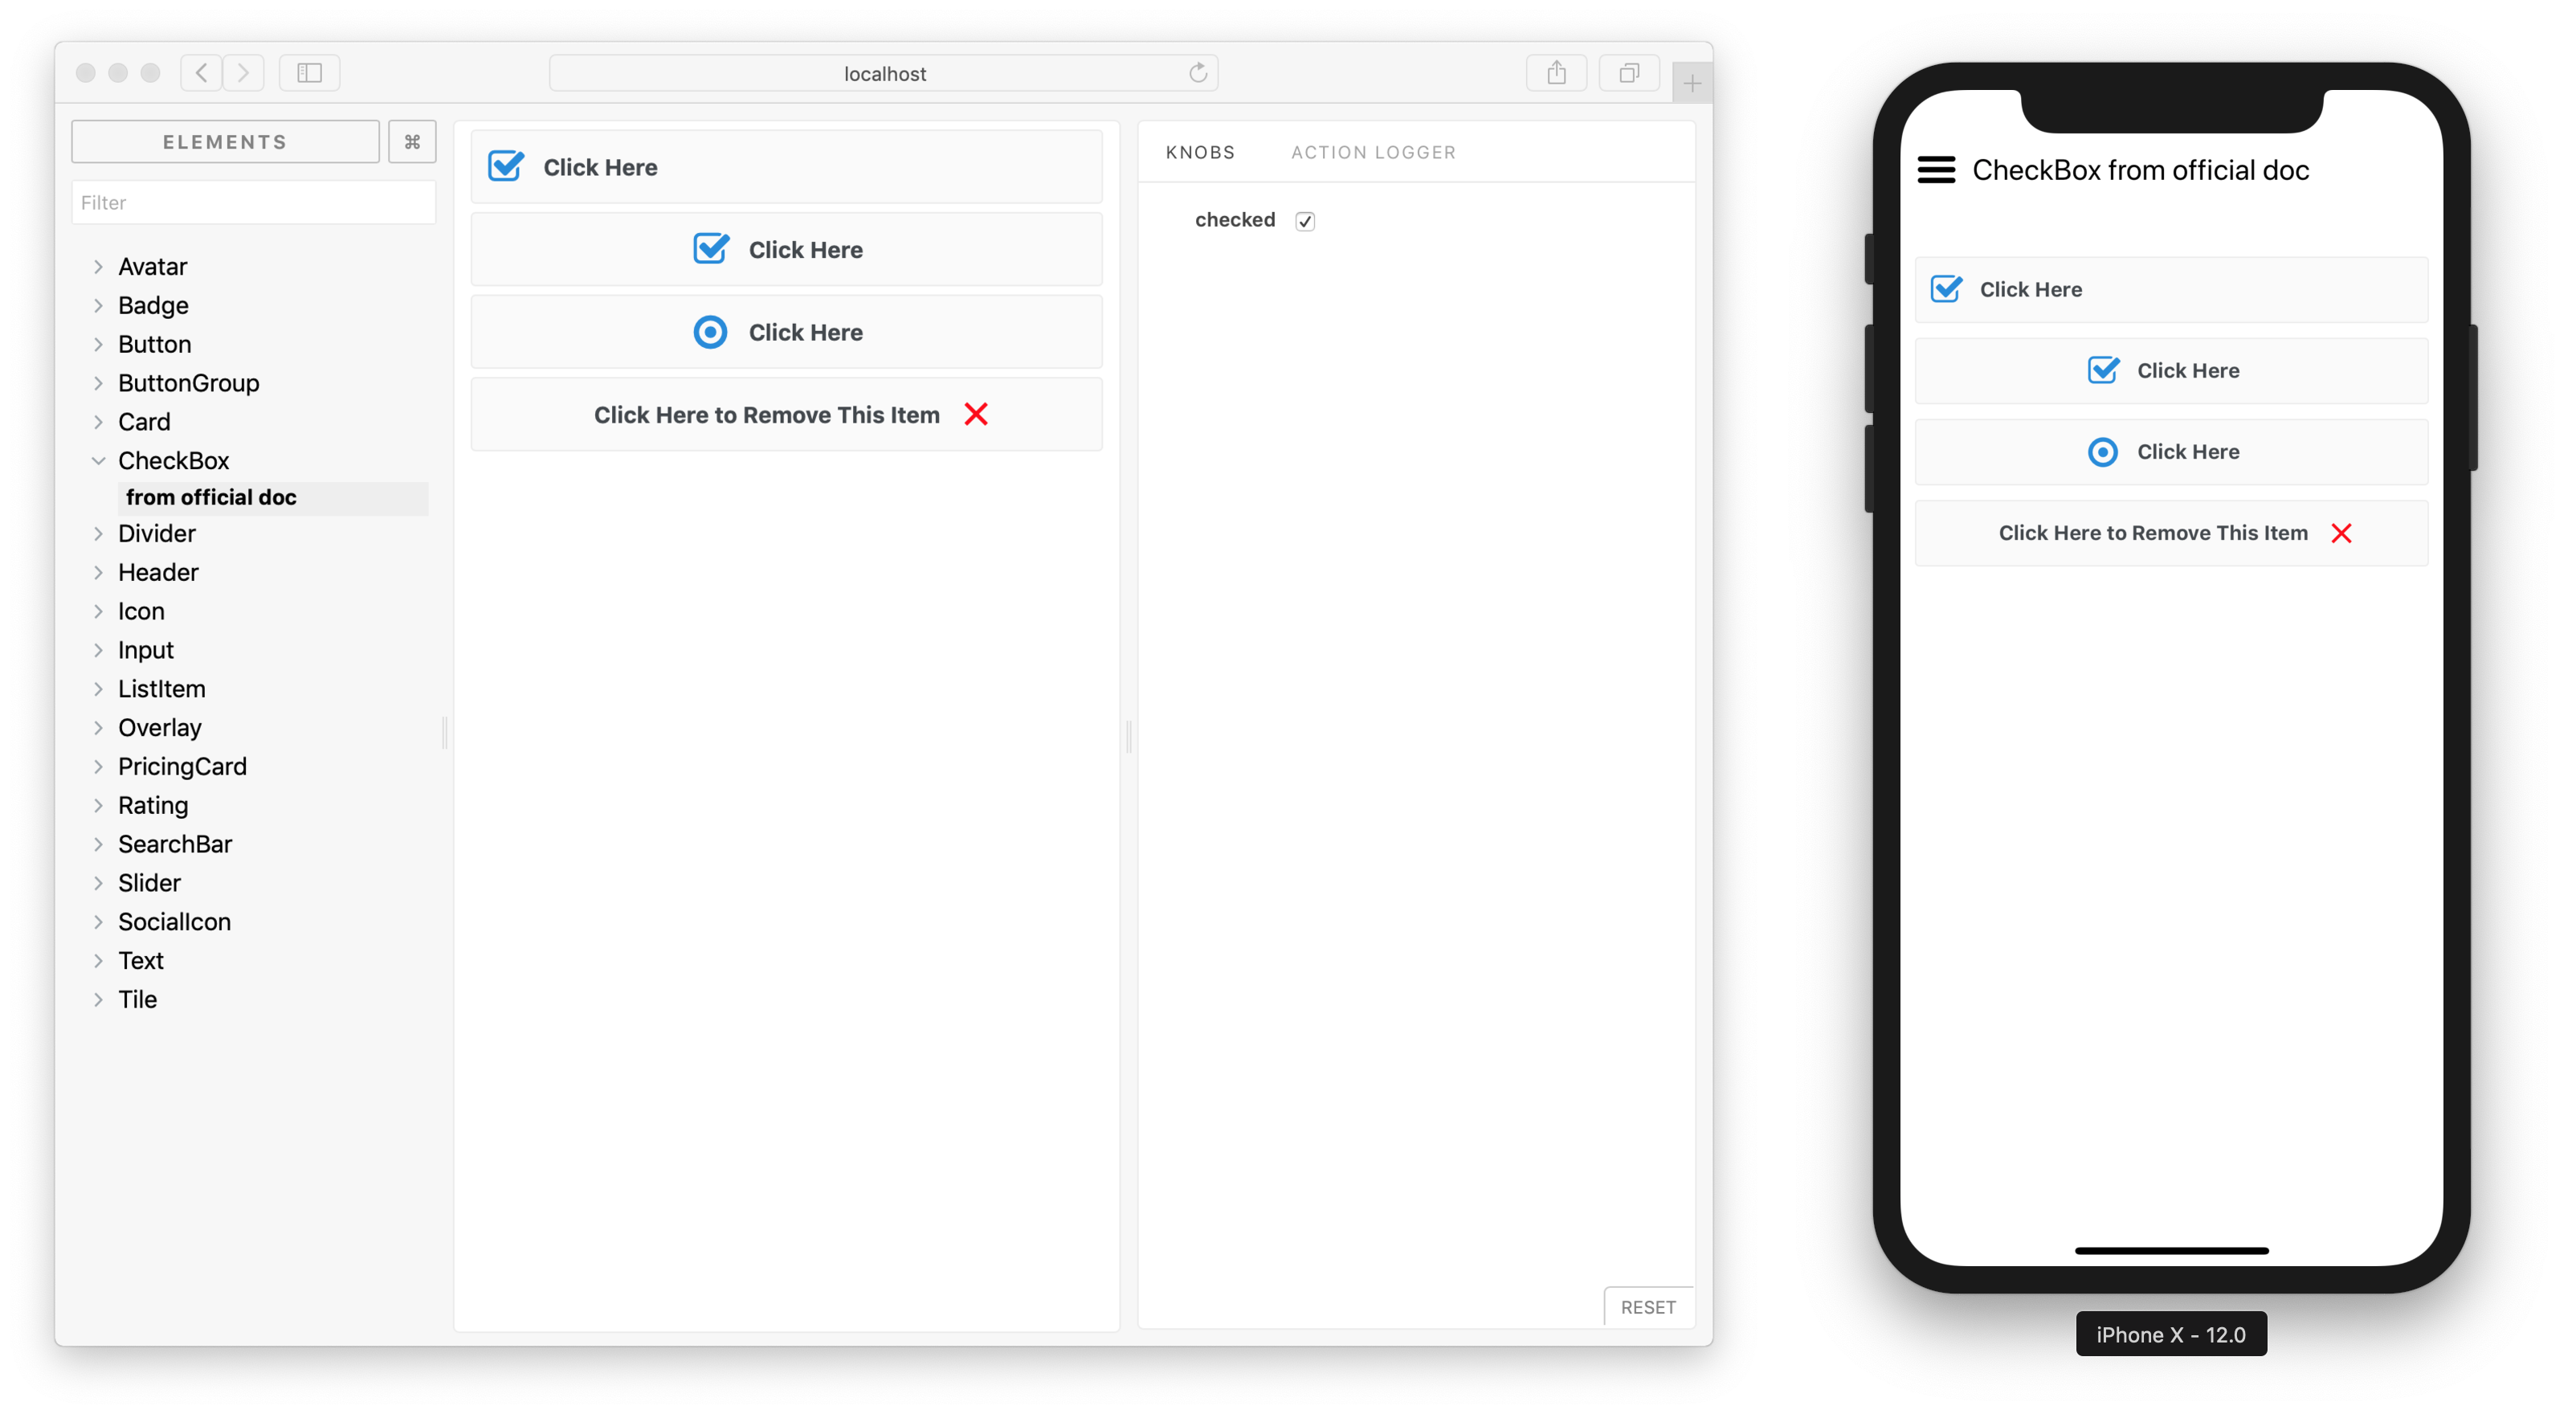 localhost
ELEMENTS ⌘
Filter
Avatar
Badge
Button
ButtonGroup
Card
CheckBox
from official doc
Divider
Header
Icon
Input
ListItem
Overlay
PricingCard
Rating
SearchBar
Slider
SocialIcon
Text
Tile
Click Here
Click Here
Click Here
Click Here to Remove This Item
KNOBS ACTION LOGGER
checked
RESET
CheckBox from official doc
Click Here
Click Here
Click Here
Click Here to Remove This Item
iPhone X - 12.0